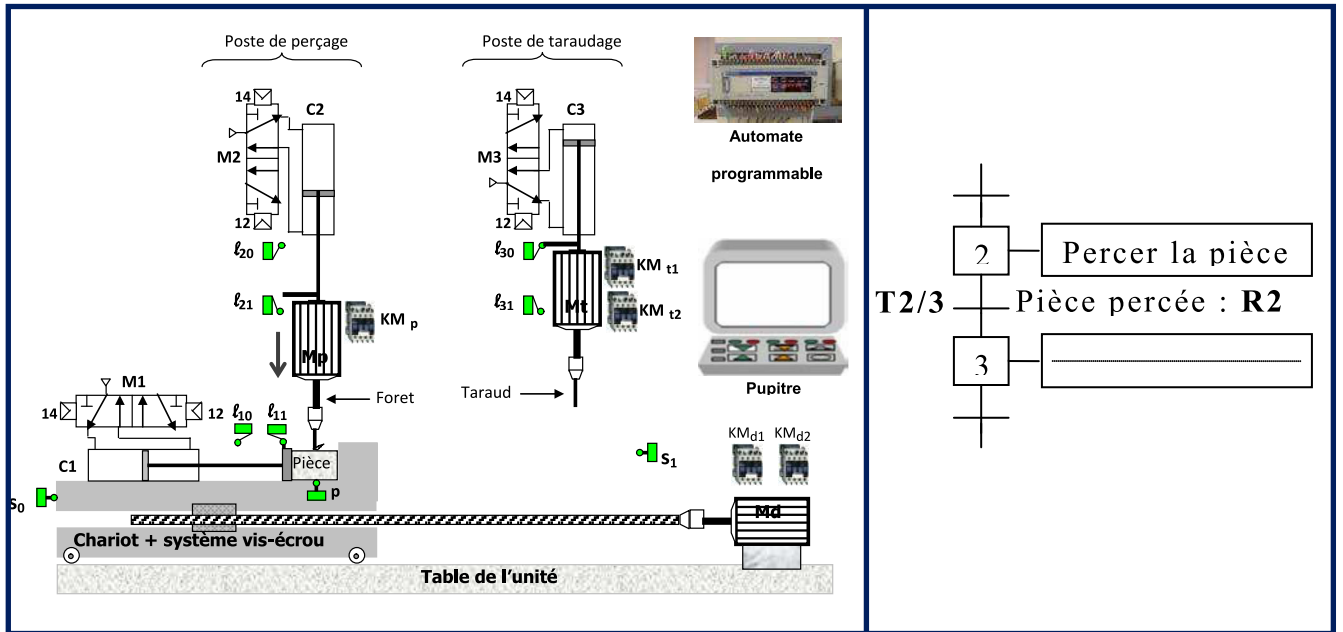 Poste de perçage
Poste de taraudage
14
C2
M2
12
ℓ20
ℓ21
KM p
Mp
Foret
14
C3
M3
12
ℓ30
ℓ31
KM t1
Mt
KM t2
Taraud
Automate
programmable
Pupitre
M1
14
12
ℓ10
ℓ11
C1
Pièce
p
S0
S1
KMd1
KMd2
Md
Chariot + système vis-écrou
Table de l'unité
2
Percer la pièce
T2/3
Pièce percée : R2
3